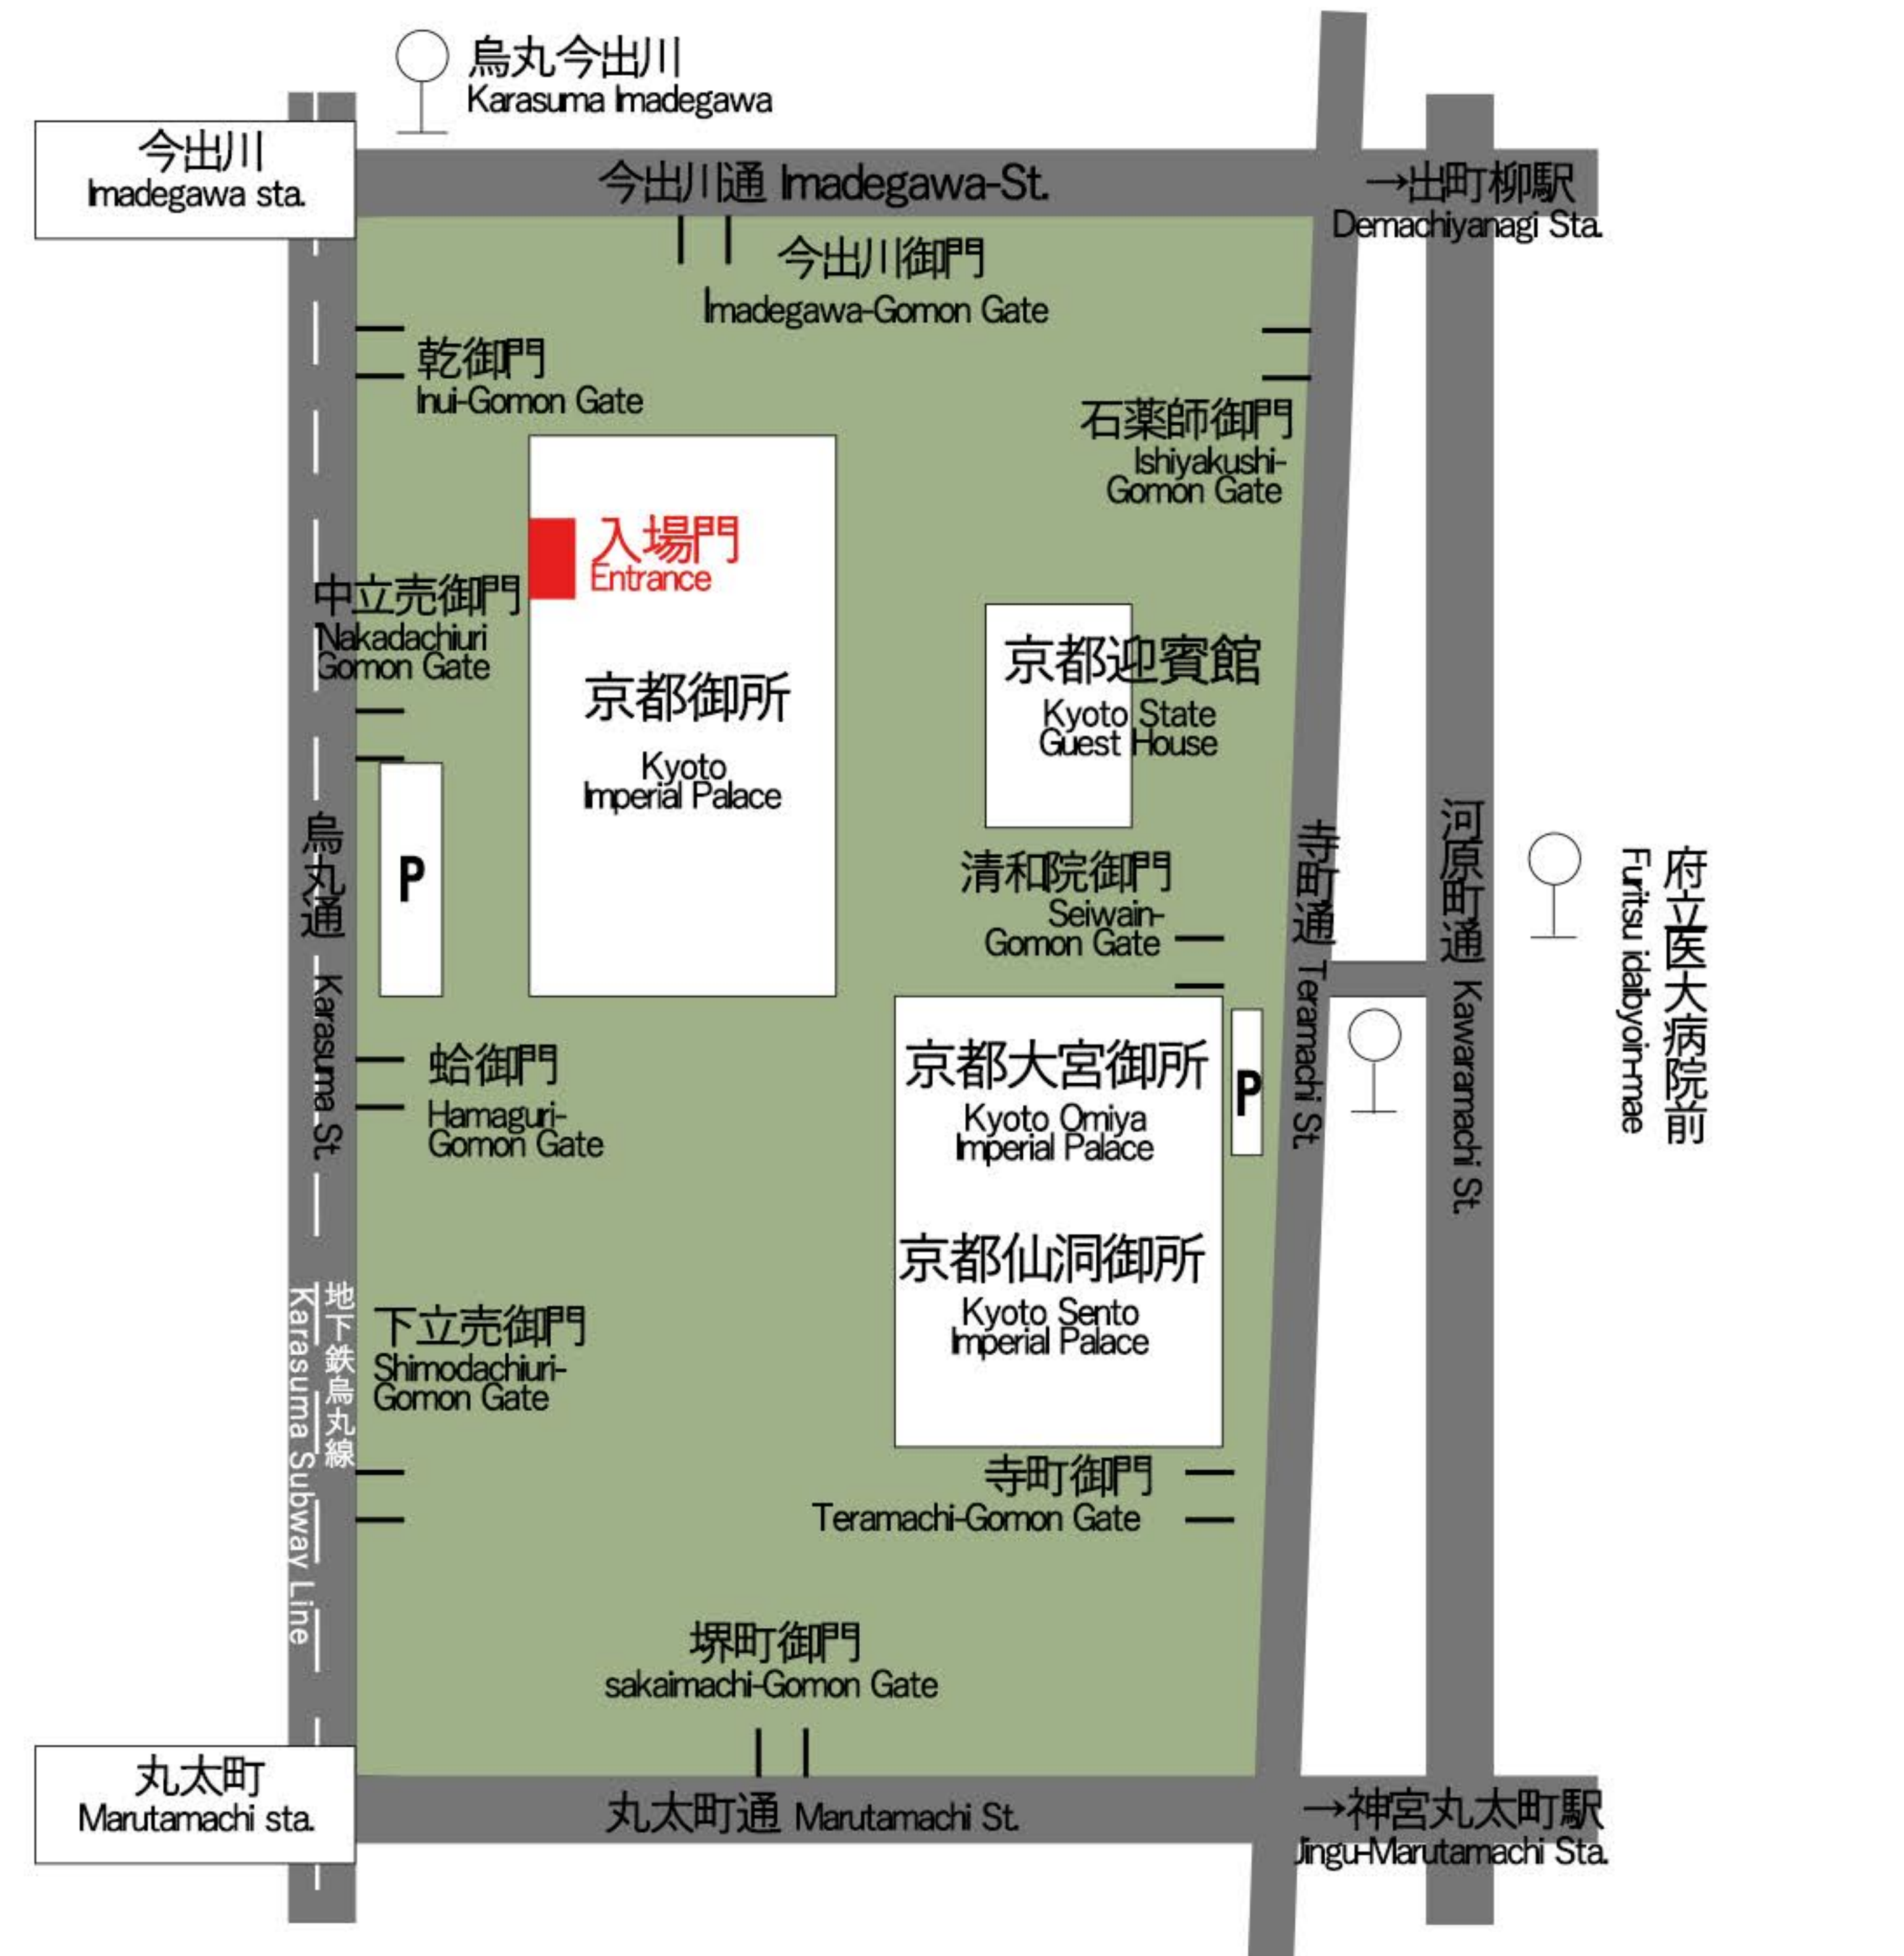 烏丸今出川
Karasuma Imadegawa
今出川
Imadegawa sta.
今出川通 Imadegawa-St.
→出町柳駅
Demachiyanagi Sta.
今出川御門
Imadegawa-Gomon Gate
乾御門
Inui-Gomon Gate
石薬師御門
Ishiyakushi-
Gomon Gate
入場門
Entrance
中立売御門
Nakadachiuri
Gomon Gate
京都御所
Kyoto
Imperial Palace
京都迎賓館
Kyoto State
Guest House
P
烏丸通 Karasuma St.
清和院御門
Seiwain-
Gomon Gate
寺町通 Teramachi St.
河原町通 Kawaramachi St.
府立医大病院前
Furitsu idaibyoin-mae
蛤御門
Hamaguri-
Gomon Gate
京都大宮御所
Kyoto Omiya
Imperial Palace
P
京都仙洞御所
Kyoto Sento
Imperial Palace
地下鉄烏丸線
Karasuma Subway Line
下立売御門
Shimodachiuri-
Gomon Gate
寺町御門
Teramachi-Gomon Gate
堺町御門
sakaimachi-Gomon Gate
丸太町
Marutamachi sta.
丸太町通 Marutamachi St.
→神宮丸太町駅
Jingu-Marutamachi Sta.